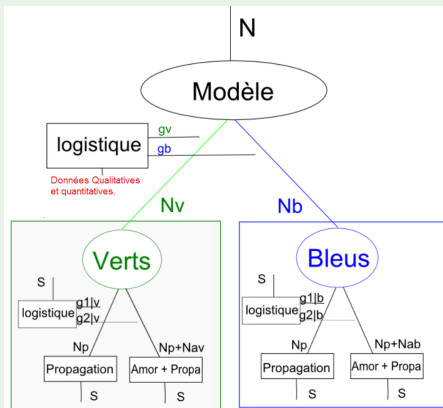 N
Modèle
logistique
gv
gb
Données Qualitatives
et quantitatives.
Nv
Nb
Verts
S
logistique
g1|v
g2|v
Np
Np+Nav
Propagation
Amor + Propa
S
S
Bleus
S
logistique
g1|b
g2|b
Np
Np+Nab
Propagation
Amor + Propa
S
S